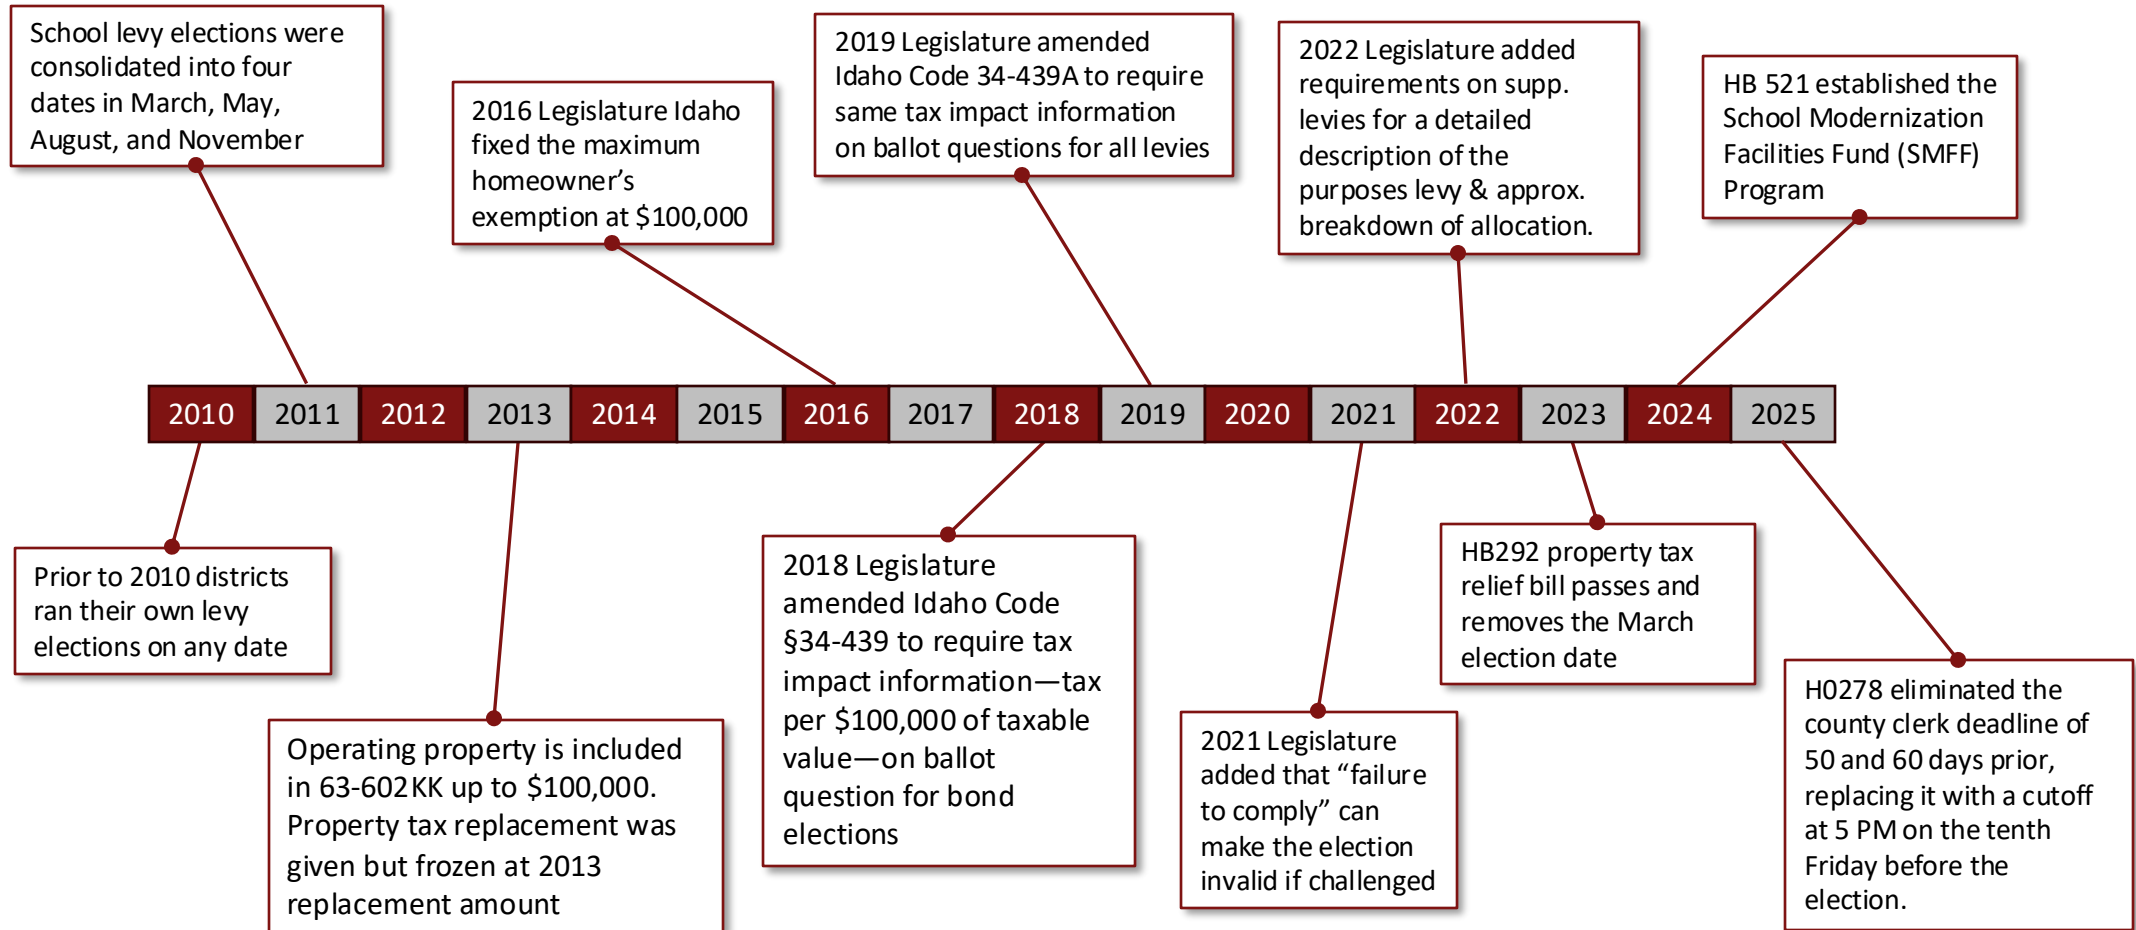 School levy elections were
consolidated into four
dates in March, May,
August, and November
2016 Legislature Idaho
fixed the maximum
homeowner’s
exemption at $100,000
2019 Legislature amended
Idaho Code 34-439A to require
same tax impact information
on ballot questions for all levies
2022 Legislature added
requirements on supp.
levies for a detailed
description of the
purposes levy & approx.
breakdown of allocation.
HB 521 established the
School Modernization
Facilities Fund (SMFF)
Program
2010 2011 2012 2013 2014 2015 2016 2017 2018 2019 2020 2021 2022 2023 2024 2025
Prior to 2010 districts
ran their own levy
elections on any date
Operating property is included
in 63-602KK up to $100,000.
Property tax replacement was
given but frozen at 2013
replacement amount
2018 Legislature
amended Idaho Code
§34-439 to require tax
impact information—tax
per $100,000 of taxable
value—on ballot
question for bond
elections
2021 Legislature
added that “failure
to comply” can
make the election
invalid if challenged
HB292 property tax
relief bill passes and
removes the March
election date
H0278 eliminated the
county clerk deadline of
50 and 60 days prior,
replacing it with a cutoff
at 5 PM on the tenth
Friday before the
election.